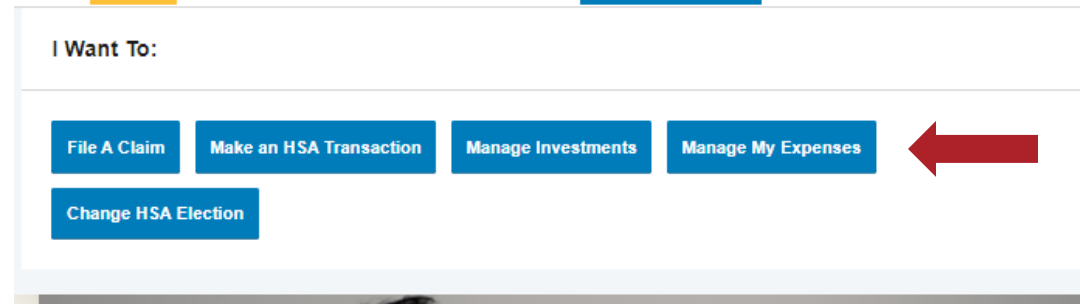 I Want To:
File A Claim Make an HSA Transaction Manage Investments Manage My Expenses
Change HSA Election